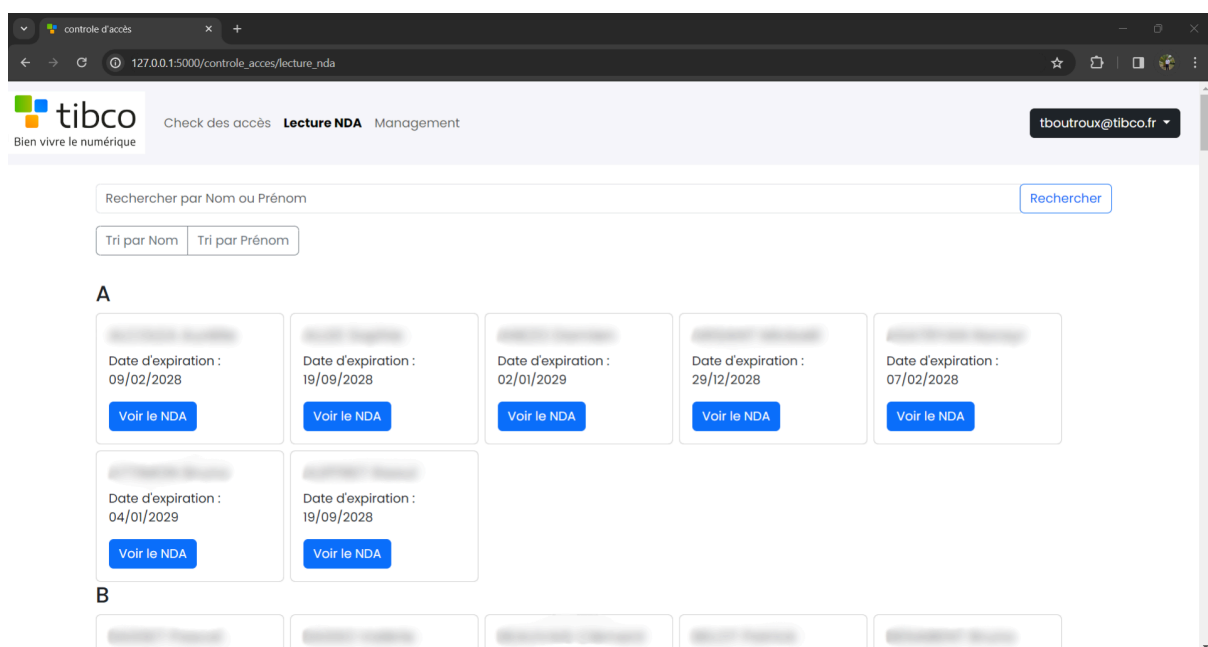 controle d'accès
127.0.0.1:5000/controle_acces/lecture_nda
tibco
Bien vivre le numérique
Check des accès Lecture NDA Management
tboutroux@tibco.fr
Rechercher par Nom ou Prénom
Rechercher
Tri par Nom Tri par Prénom
A
Date d'expiration : Date d'expiration : Date d'expiration : Date d'expiration : Date d'expiration :
09/02/2028 19/09/2028 02/01/2029 29/12/2028 07/02/2028
Voir le NDA Voir le NDA Voir le NDA Voir le NDA Voir le NDA
Date d'expiration : Date d'expiration :
04/01/2029 19/09/2028
Voir le NDA Voir le NDA
B